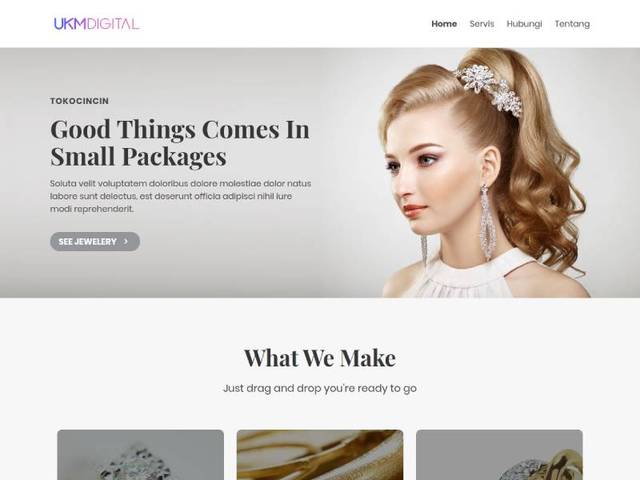 UKMDIGITAL
Home Servis Hubungi Tentang
TOKOCINCIN
Good Things Comes In
Small Packages
Soluta velit voluptatem doloribus dolore molestiae dolor natus
labore sunt delectus, est deserunt officia adipisci nihil iure
modi reprehenderit.
SEE JEWELERY
What We Make
Just drag and drop you're ready to go